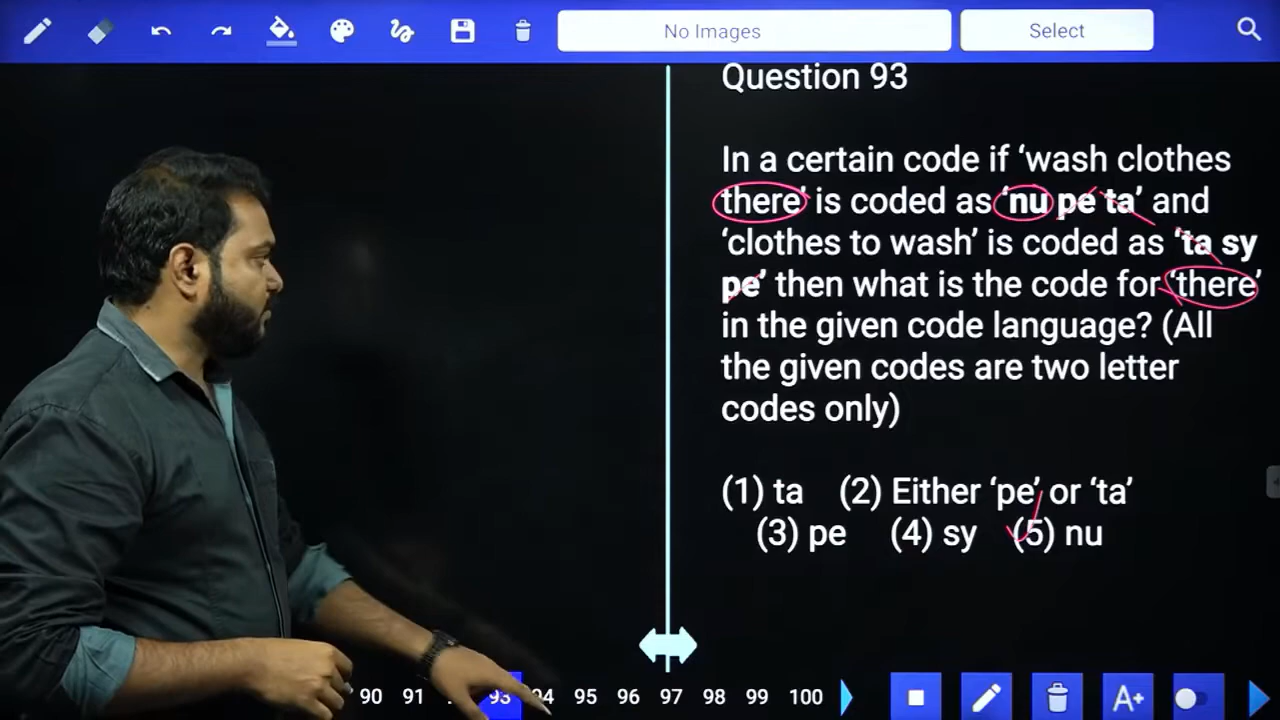 No Images
Select
Question 93
In a certain code if ‘wash clothes
there’ is coded as ‘nu pe ta’ and
‘clothes to wash’ is coded as ‘ta sy
pe’ then what is the code for ‘there’
in the given code language? (All
the given codes are two letter
codes only)
(1) ta (2) Either ‘pe’ or ‘ta’
(3) pe (4) sy (5) nu
90 91 93 94 95 96 97 98 99 100
A+